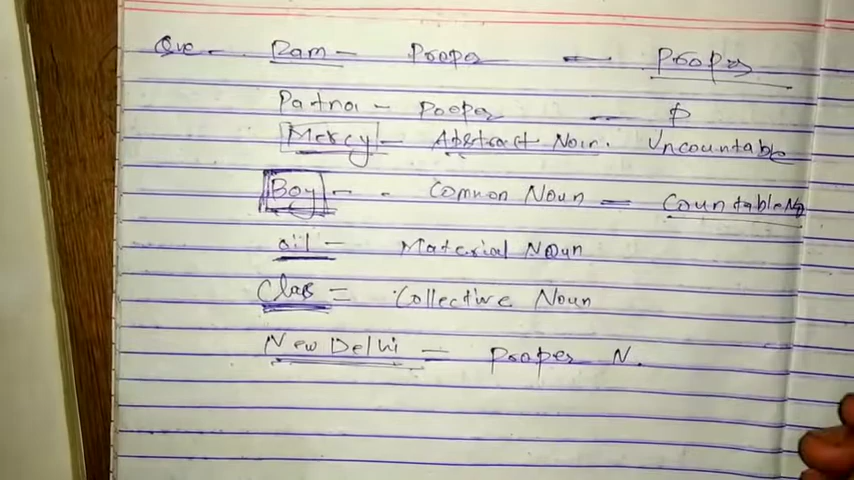 Que - Ram - Proper - Proper
Patna - Proper - P
Mercy - Abstract Noun. Uncountable
Boy - - Common Noun = Countable N
oil - Material Noun
Class = Collective Noun
New Delhi = Proper N.